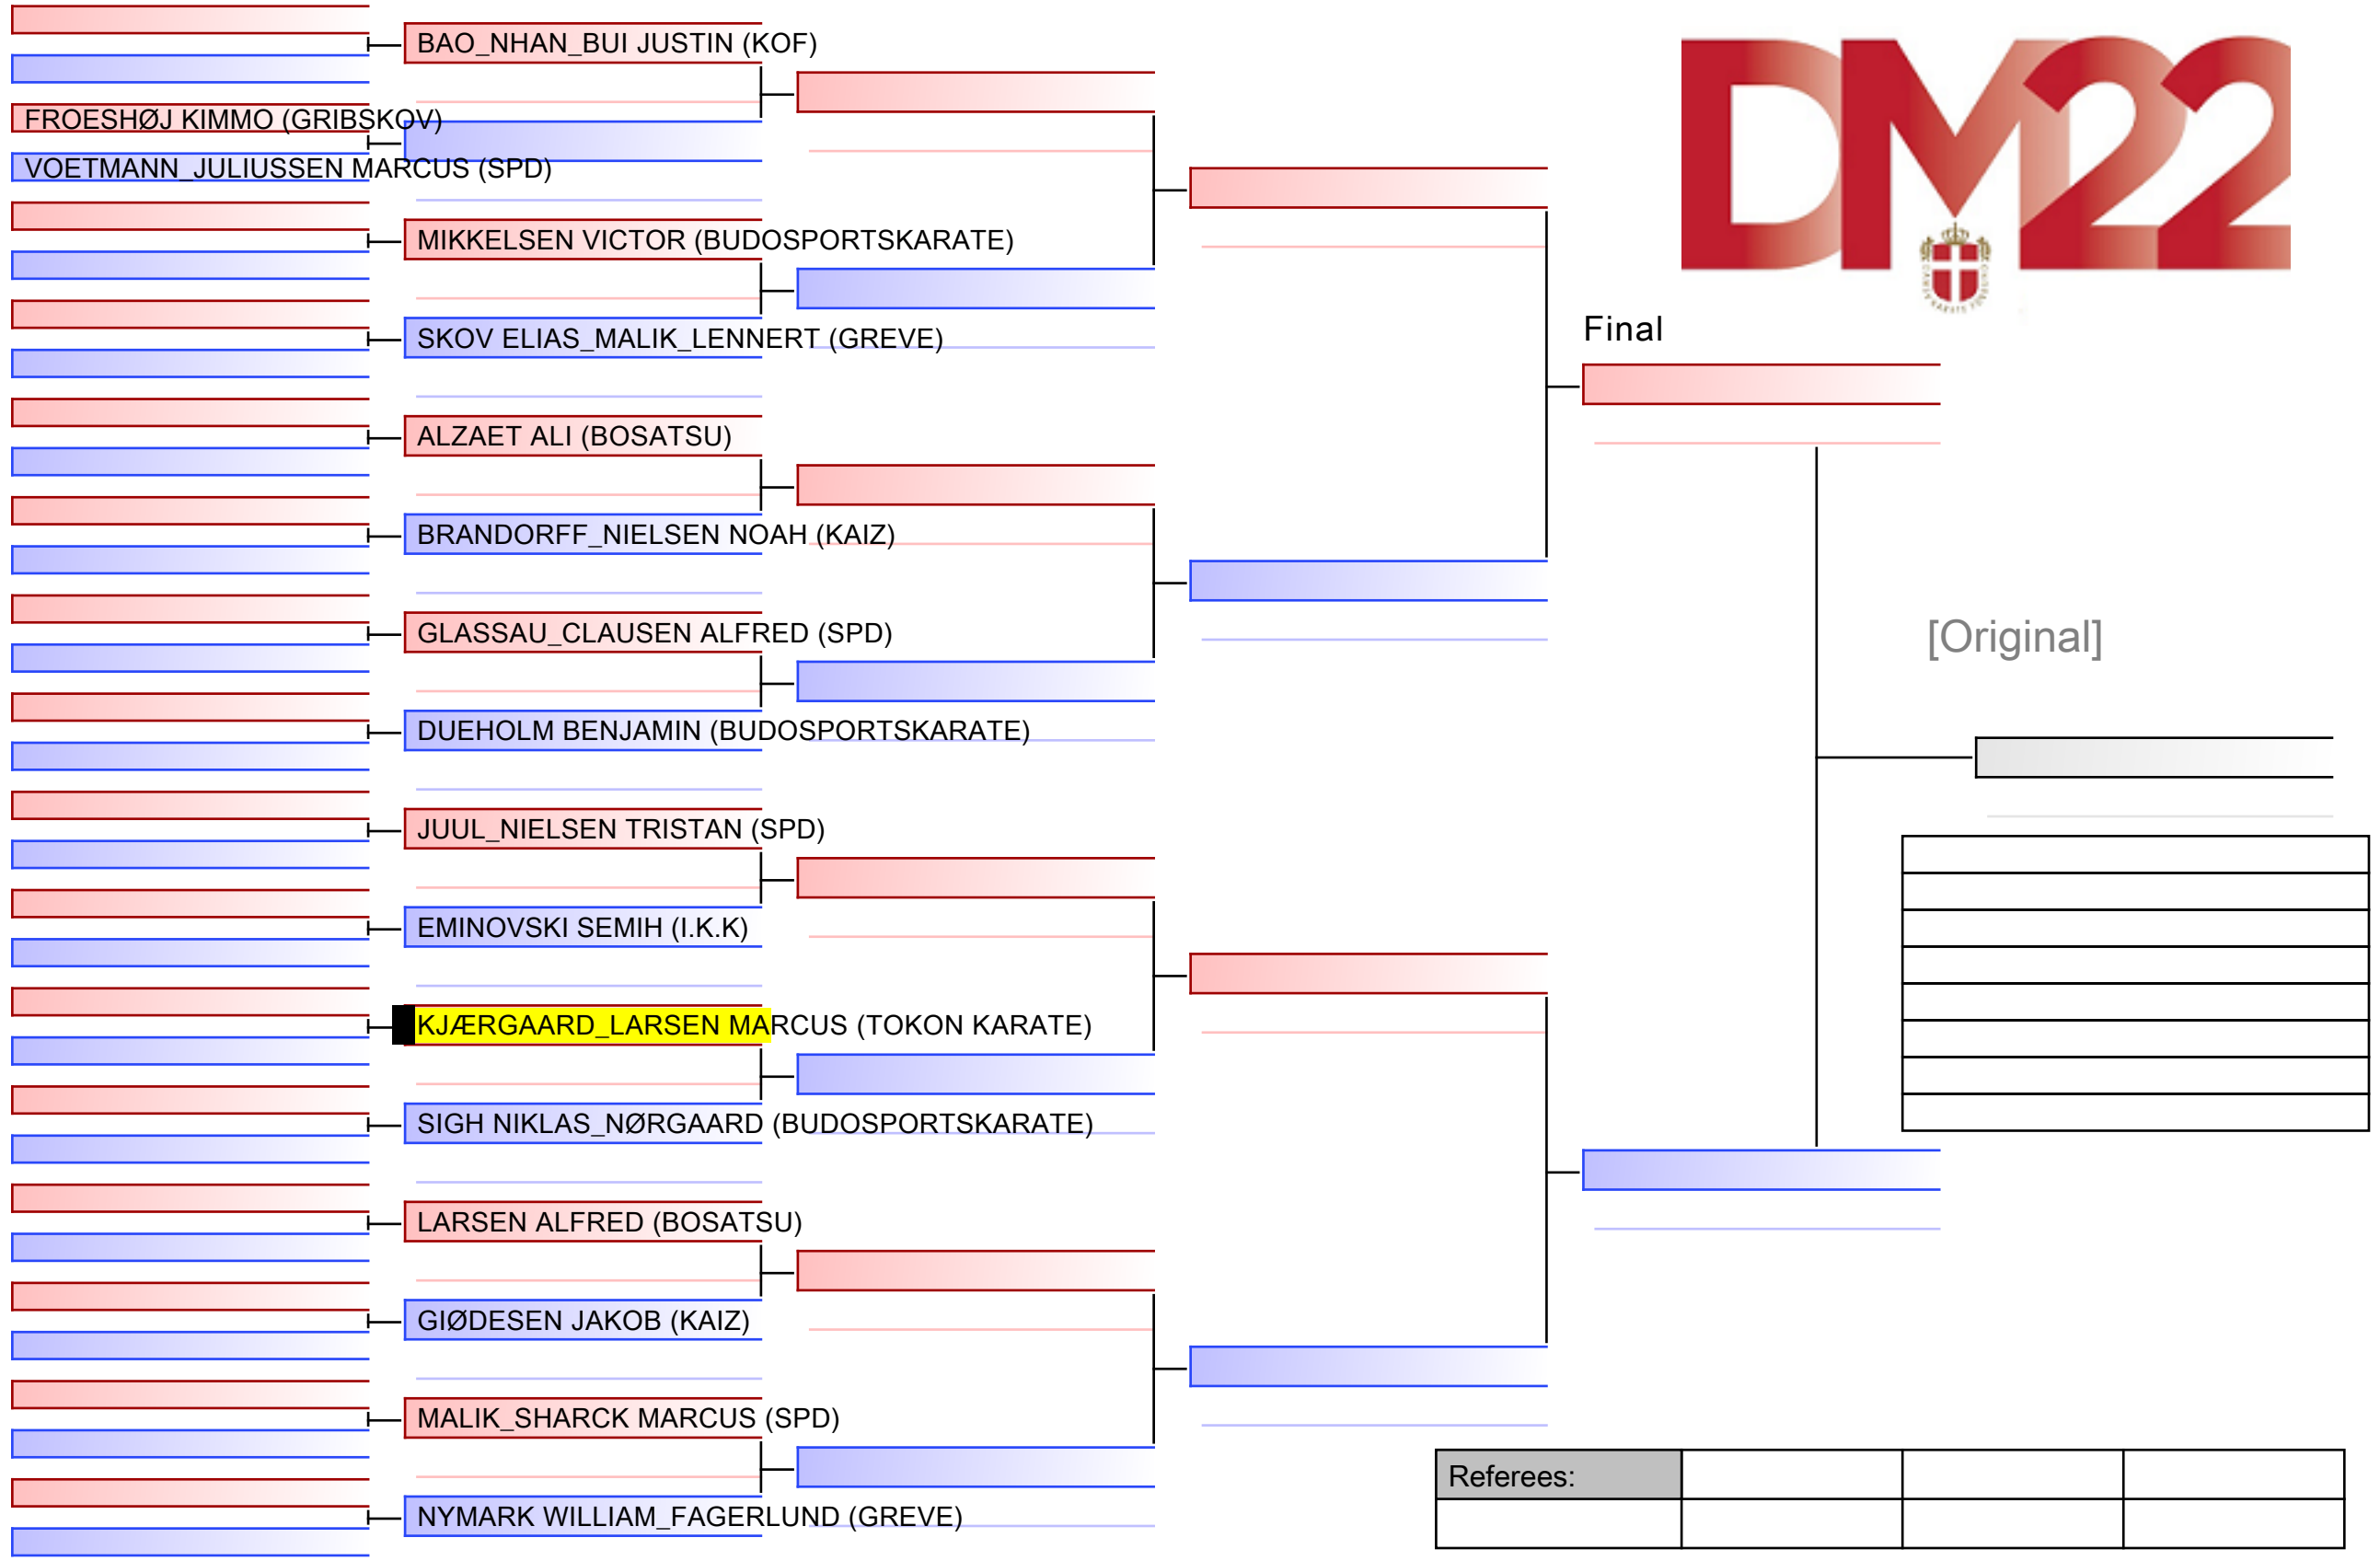 BAO_NHAN_BUI JUSTIN (KOF)
FROESHØJ KIMMO (GRIBSKOV)
VOETMANN_JULIUSSEN MARCUS (SPD)
MIKKELSEN VICTOR (BUDOSPORTSKARATE)
SKOV ELIAS_MALIK_LENNERT (GREVE)
ALZAET ALI (BOSATSU)
BRANDORFF_NIELSEN NOAH (KAIZ)
GLASSAU_CLAUSEN ALFRED (SPD)
DUEHOLM BENJAMIN (BUDOSPORTSKARATE)
JUUL_NIELSEN TRISTAN (SPD)
EMINOVSKI SEMIH (I.K.K)
KJÆRGAARD_LARSEN MARCUS (TOKON KARATE)
SIGH NIKLAS_NØRGAARD (BUDOSPORTSKARATE)
LARSEN ALFRED (BOSATSU)
GIØDESEN JAKOB (KAIZ)
MALIK_SHARCK MARCUS (SPD)
NYMARK WILLIAM_FAGERLUND (GREVE)
DM22
Final
[Original]
Referees: